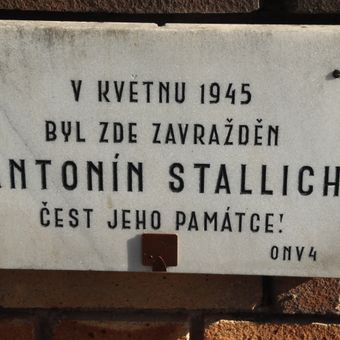 V KVĚTNU 1945
BYL ZDE ZAVRAŽDĚN
ANTONÍN STALLICH
ČEST JEHO PAMÁTCE!
ONV4